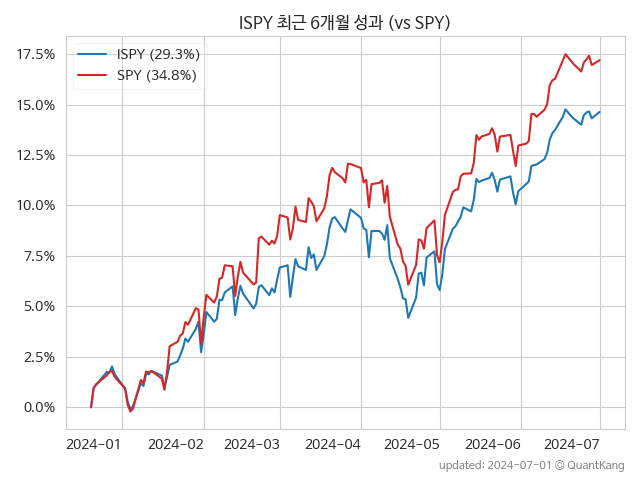 ISPY 최근 6개월 성과 (vs SPY)
ISPY (29.3%)
SPY (34.8%)
17.5%
15.0%
12.5%
10.0%
7.5%
5.0%
2.5%
0.0%
2024-01 2024-02 2024-03 2024-04 2024-05 2024-06 2024-07
updated: 2024-07-01 © QuantKang